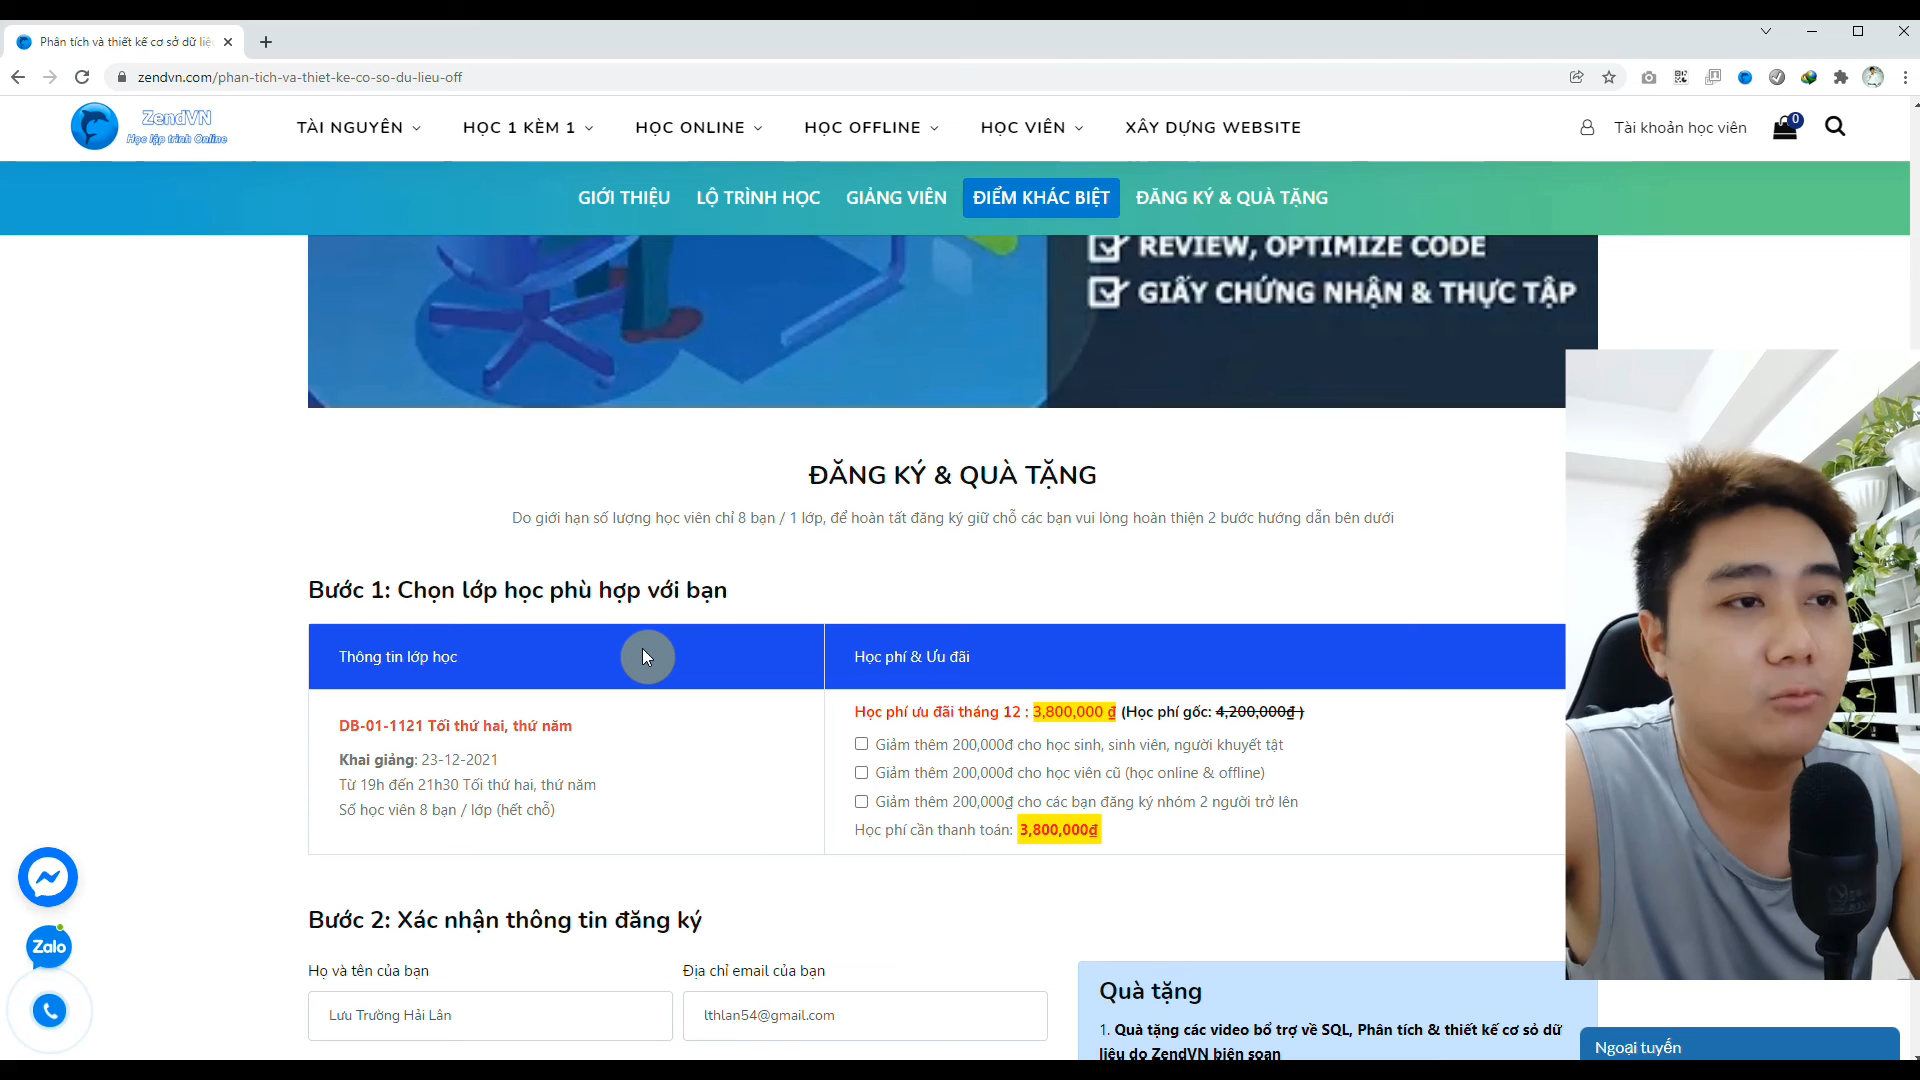 Phân tích và thiết kế cơ sở dữ liệ
zendvn.com/phan-tich-va-thiet-ke-co-so-du-lieu-off
ZendVN
Học lập trình Online
TÀI NGUYÊN
HỌC 1 KÈM 1
HỌC ONLINE
HỌC OFFLINE
HỌC VIÊN
XÂY DỰNG WEBSITE
Tài khoản học viên
0
GIỚI THIỆU
LỘ TRÌNH HỌC
GIẢNG VIÊN
ĐIỂM KHÁC BIỆT
ĐĂNG KÝ & QUÀ TẶNG
REVIEW, OPTIMIZE CODE
GIẤY CHỨNG NHẬN & THỰC TẬP
ĐĂNG KÝ & QUÀ TẶNG
Do giới hạn số lượng học viên chỉ 8 bạn / 1 lớp, để hoàn tất đăng ký giữ chỗ các bạn vui lòng hoàn thiện 2 bước hướng dẫn bên dưới
Bước 1: Chọn lớp học phù hợp với bạn
Thông tin lớp học
Học phí & Ưu đãi
DB-01-1121 Tối thứ hai, thứ năm
Khai giảng: 23-12-2021
Từ 19h đến 21h30 Tối thứ hai, thứ năm
Số học viên 8 bạn / lớp (hết chỗ)
Học phí ưu đãi tháng 12 : 3,800,000 ₫ (Học phí gốc: 4,200,000₫ )
Giảm thêm 200,000đ cho học sinh, sinh viên, người khuyết tật
Giảm thêm 200,000đ cho học viên cũ (học online & offline)
Giảm thêm 200,000₫ cho các bạn đăng ký nhóm 2 người trở lên
Học phí cần thanh toán: 3,800,000₫
Bước 2: Xác nhận thông tin đăng ký
Họ và tên của bạn
Địa chỉ email của bạn
Lưu Trường Hải Lân
lthlan54@gmail.com
Quà tặng
1. Quà tặng các video bổ trợ về SQL, Phân tích & thiết kế cơ sỏ dữ
liệu do ZendVN biên soạn
Zalo
Ngoại tuyến